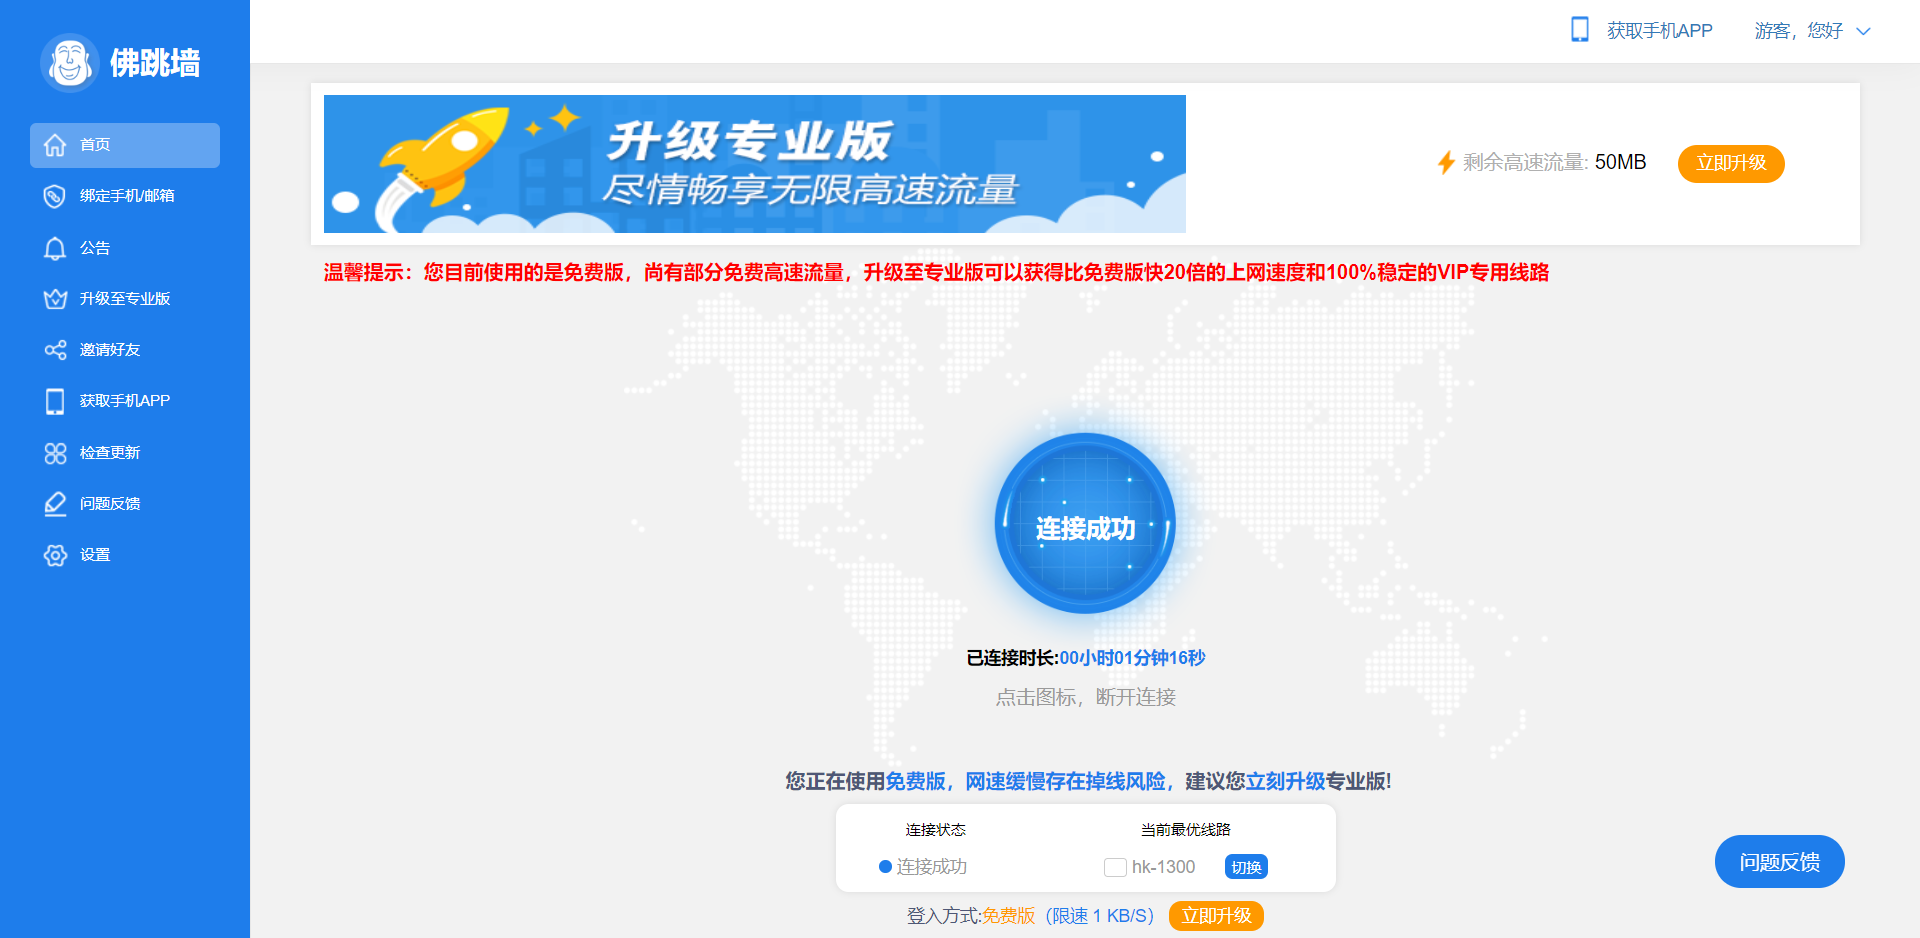 佛跳墙
首页
绑定手机/邮箱
公告
升级至专业版
邀请好友
获取手机APP
检查更新
问题反馈
设置
获取手机APP
游客，您好
升级专业版
尽情畅享无限高速流量
剩余高速流量: 50MB
立即升级
温馨提示：您目前使用的是免费版，尚有部分免费高速流量，升级至专业版可以获得比免费版快20倍的上网速度和100%稳定的VIP专用线路
连接成功
已连接时长:00小时01分钟16秒
点击图标，断开连接
您正在使用免费版，网速缓慢存在掉线风险，建议您立刻升级专业版!
连接状态 当前最优线路
连接成功 hk-1300 切换
登入方式:免费版（限速 1 KB/S） 立即升级
问题反馈